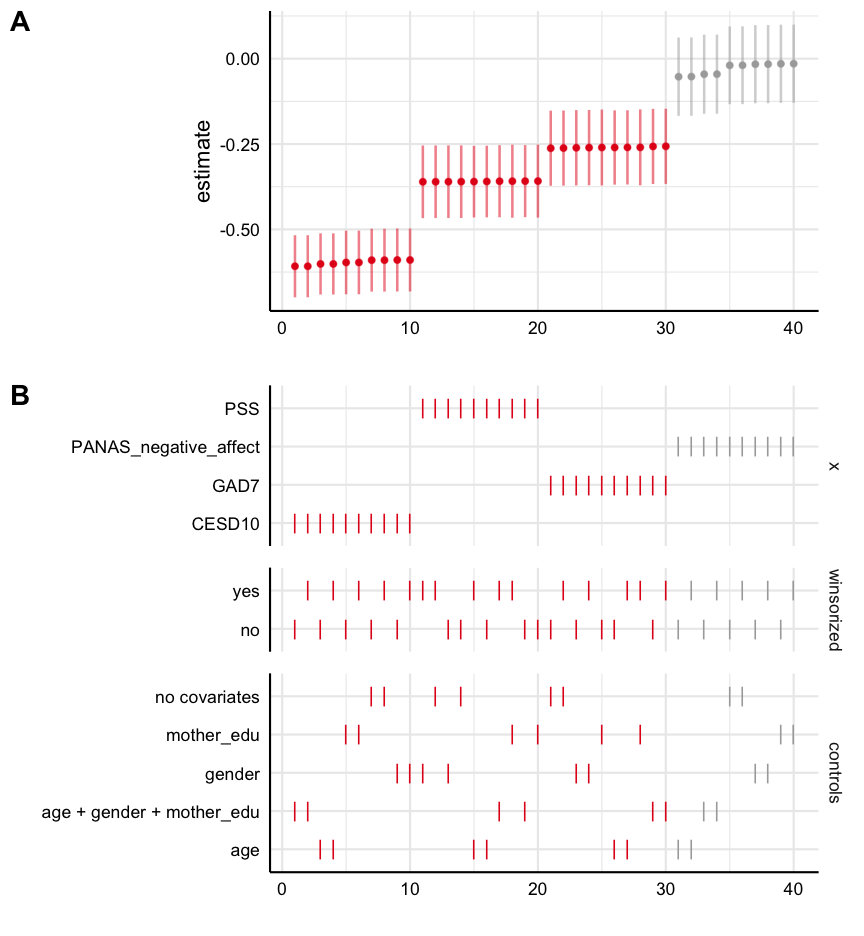 A
0.00
-0.25
-0.50
estimate
0 10 20 30 40
B
PSS
PANAS_negative_affect
GAD7
CESD10
x
yes
no
winsorized
no covariates
mother_edu
gender
age + gender + mother_edu
age
controls
0 10 20 30 40